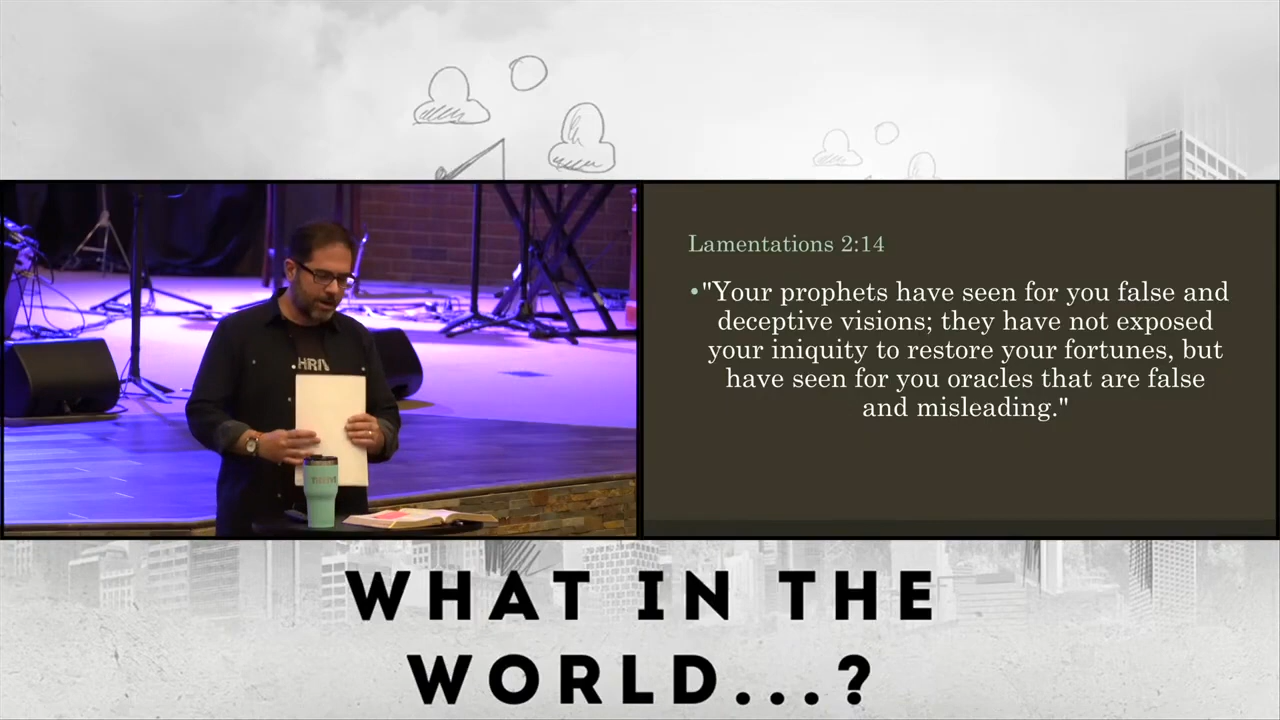 HRIV
Lamentations 2:14
•"Your prophets have seen for you false and
deceptive visions; they have not exposed
your iniquity to restore your fortunes, but
have seen for you oracles that are false
and misleading."
WHAT IN THE
WORLD...?